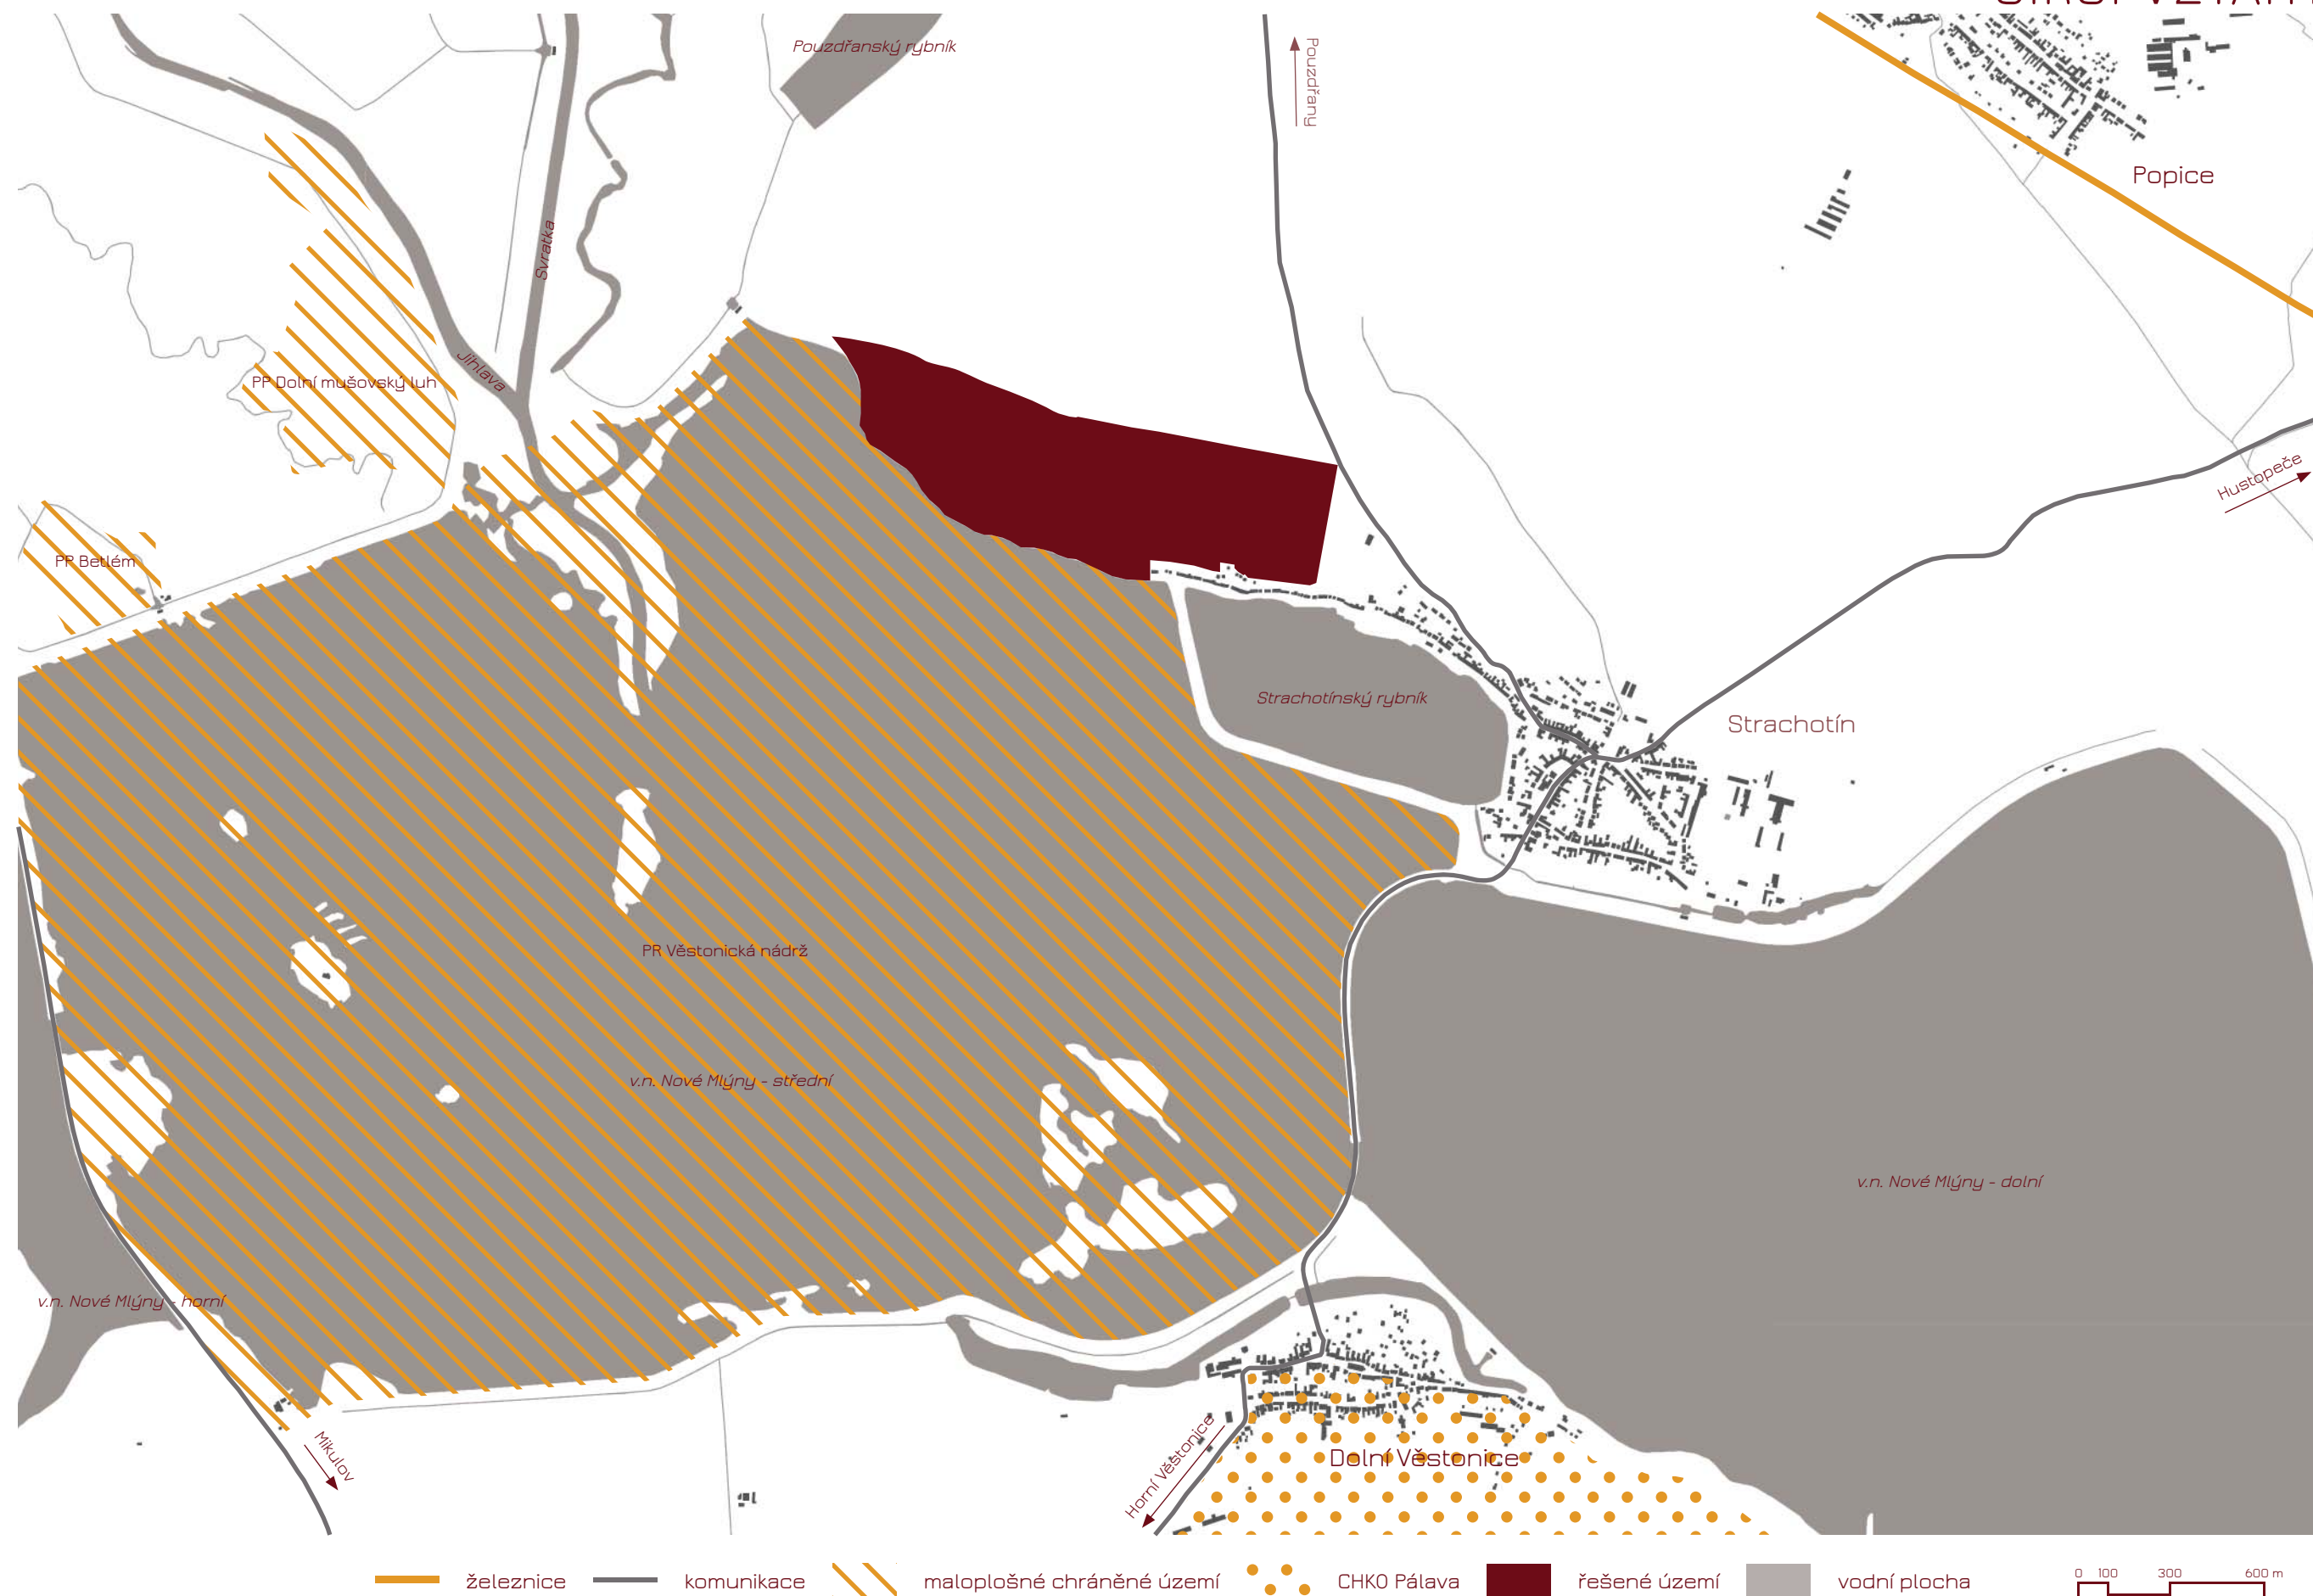 Pouzdřanský rybník
Pouzdřany
Popice
Svratka
Jihlava
PP Dolní mušovský luh
Hustopeče
PP Betlém
Strachotínský rybník
Strachotín
PR Věstonická nádrž
v.n. Nové Mlýny - střední
v.n. Nové Mlýny - dolní
v.n. Nové Mlýny - horní
Mikulov
Horní Věstonice
Dolní Věstonice
železnice
komunikace
maloplošné chráněné území
CHKO Pálava
řešené území
vodní plocha
0 100 300 600 m